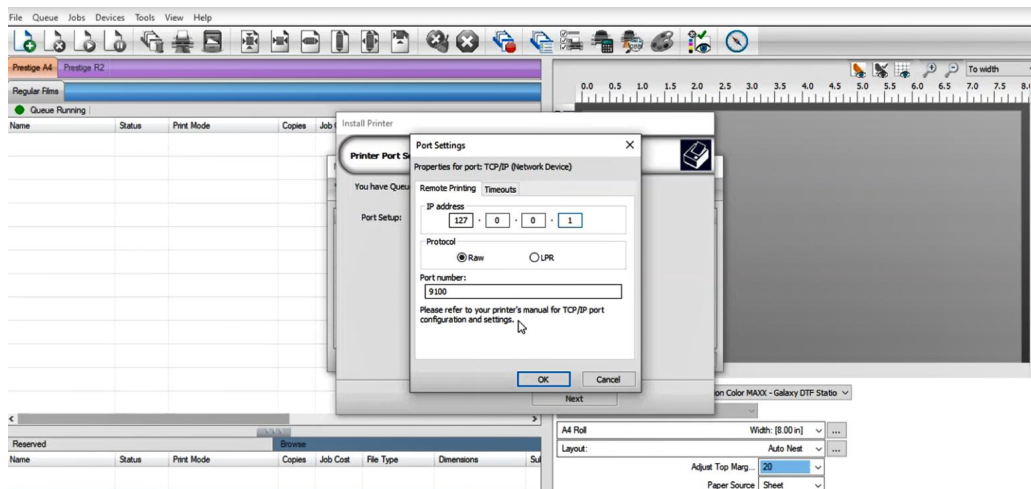 File Queue Jobs Devices Tools View Help
Prestige A4 Prestige R2
To width
Regular Films
0.0 0.5 1.0 1.5 2.0 2.5 3.0 3.5 4.0 4.5 5.0 5.5 6.0 6.5 7.0 7.5 8.
Queue Running
Name Status Print Mode Copies Job
Install Printer
Printer Port S
Port Settings
Properties for port: TCP/IP (Network Device)
You have Queu
Remote Printing Timeouts
IP address
Port Setup:
127 . 0 . 0 . 1
Protocol
Raw LPR
Port number:
9100
Please refer to your printer's manual for TCP/IP port
configuration and settings.
OK Cancel
Next
on Color MAXX - Galaxy DTF Statio
A4 Roll Width: [8.00 in] ...
Layout: Auto Nest ...
Adjust Top Marg... 20
Paper Source Sheet
Reserved Browse
Name Status Print Mode Copies Job Cost File Type Dimensions Sul